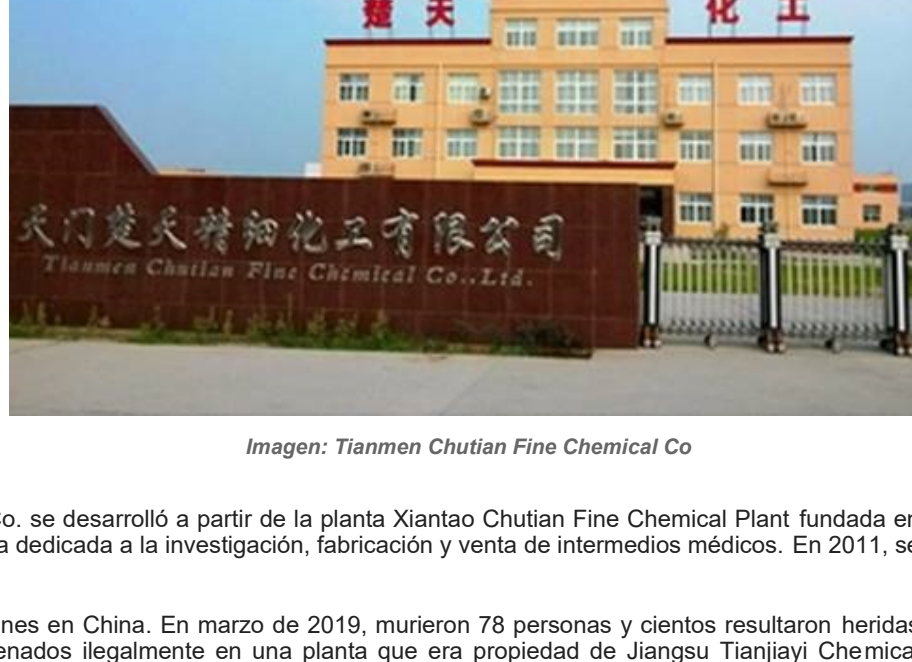 楚 天 化 工
天门楚天精细化工有限公司
Tianmen Chutian Fine Chemical Co., Ltd.
Imagen: Tianmen Chutian Fine Chemical Co
Co. se desarrolló a partir de la planta Xiantao Chutian Fine Chemical Plant fundada en
a dedicada a la investigación, fabricación y venta de intermedios médicos. En 2011, se
nes en China. En marzo de 2019, murieron 78 personas y cientos resultaron heridas
enados ilegalmente en una planta que era propiedad de Jiangsu Tianjiayi Chemical